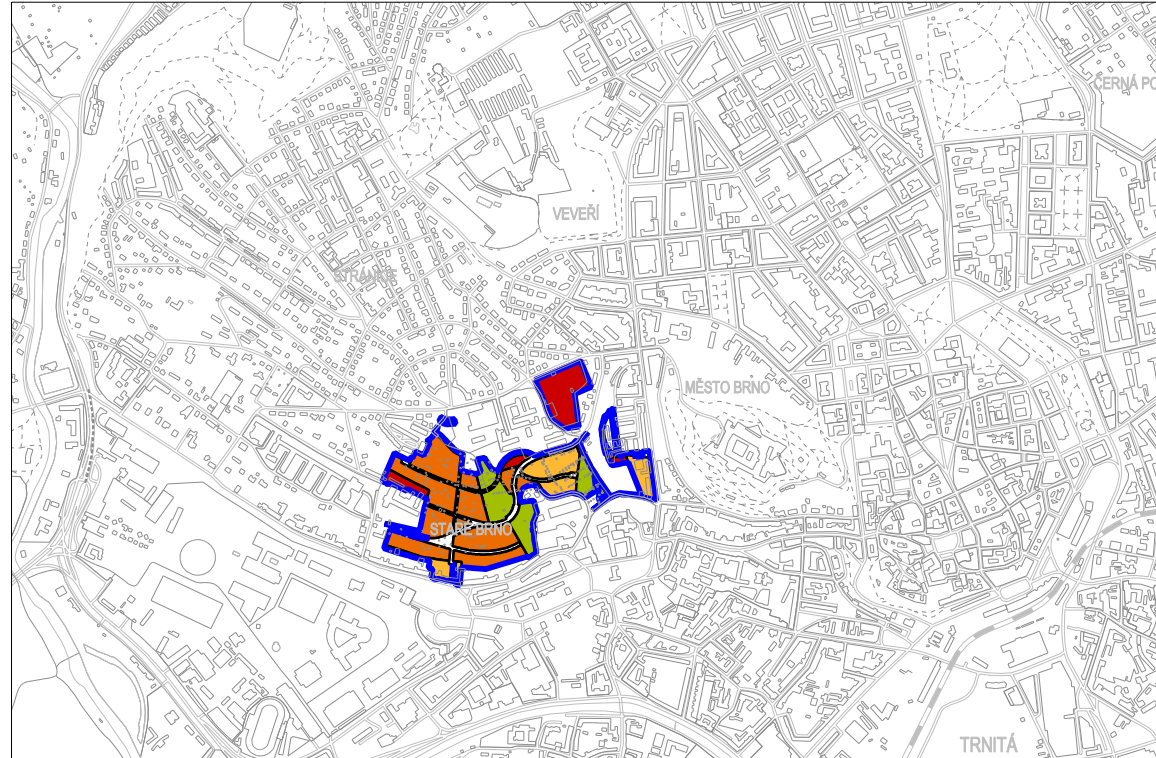 ČERNÁ PO
VEVEŘÍ
STRÁNICE
MĚSTO BRNO
STARÉ BRNO
TRNITÁ